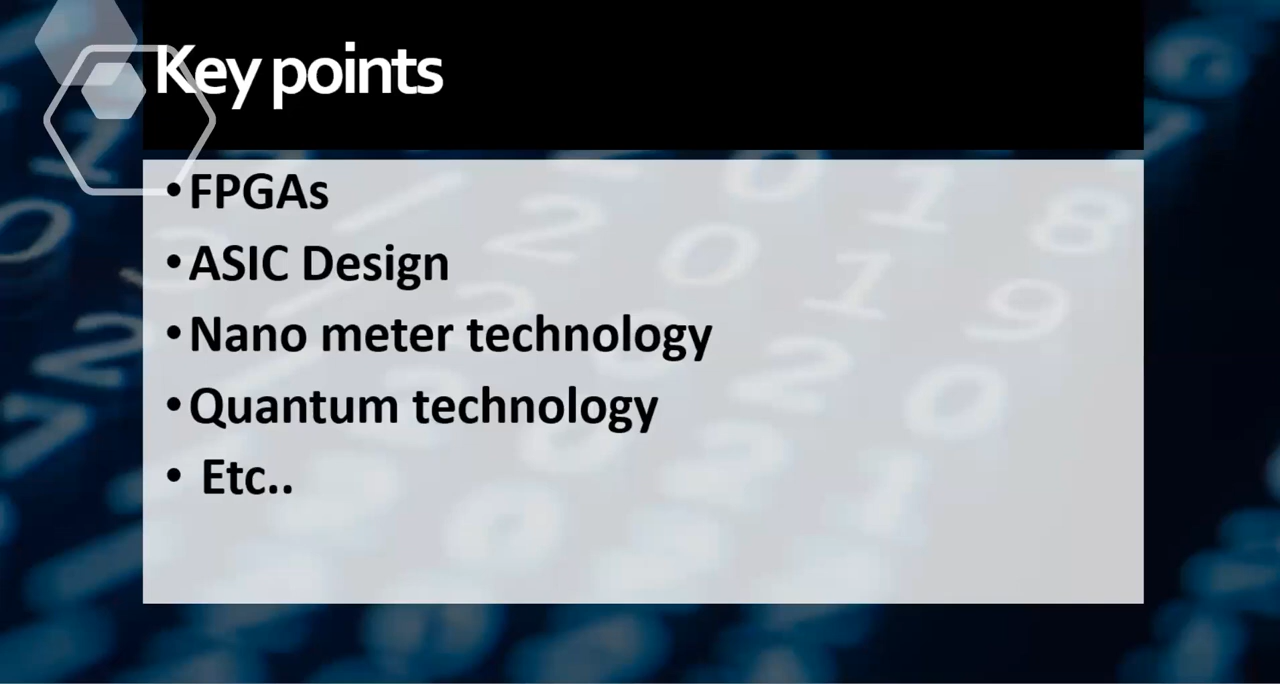 Key points
•FPGAs
•ASIC Design
•Nano meter technology
•Quantum technology
• Etc..